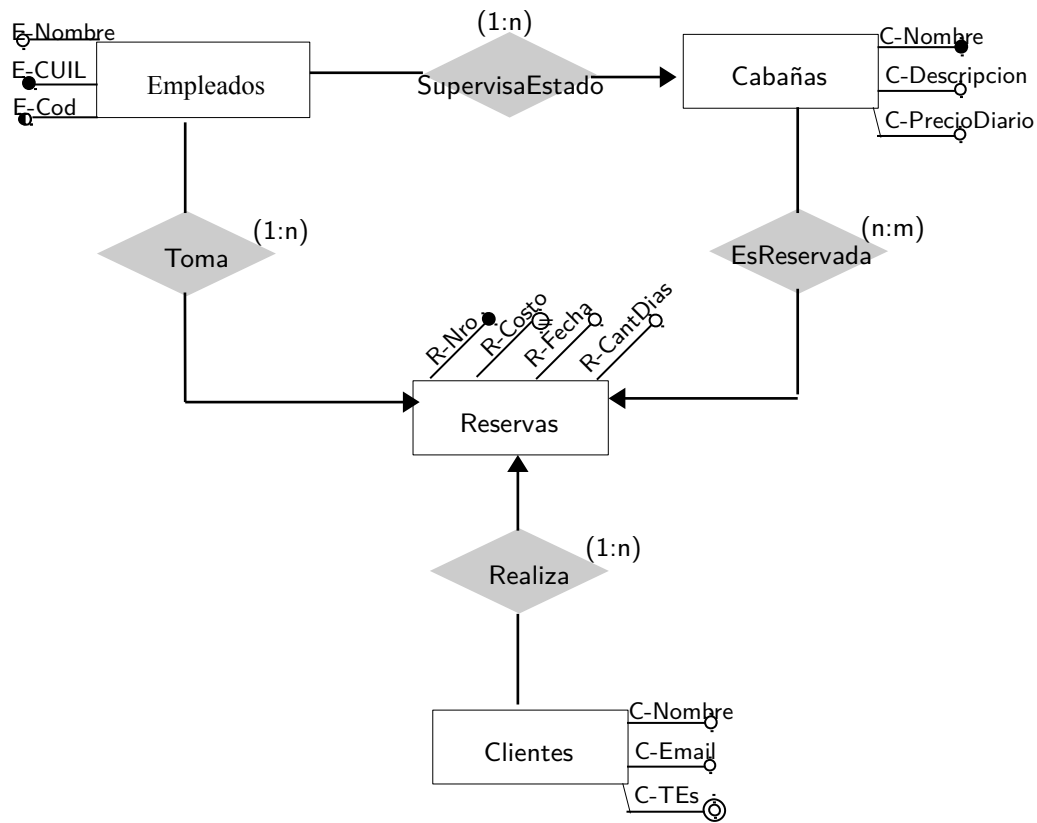 (1:n)
E-Nombre
C-Nombre
E-CUIL
Empleados
SupervisaEstado
Cabañas
C-Descripcion
E-Cod
C-PrecioDiario
(1:n)
(n:m)
Toma
EsReservada
R-Nro
R-Costo
R-Fecha
R-CantDias
Reservas
(1:n)
Realiza
C-Nombre
Clientes
C-Email
C-TEs